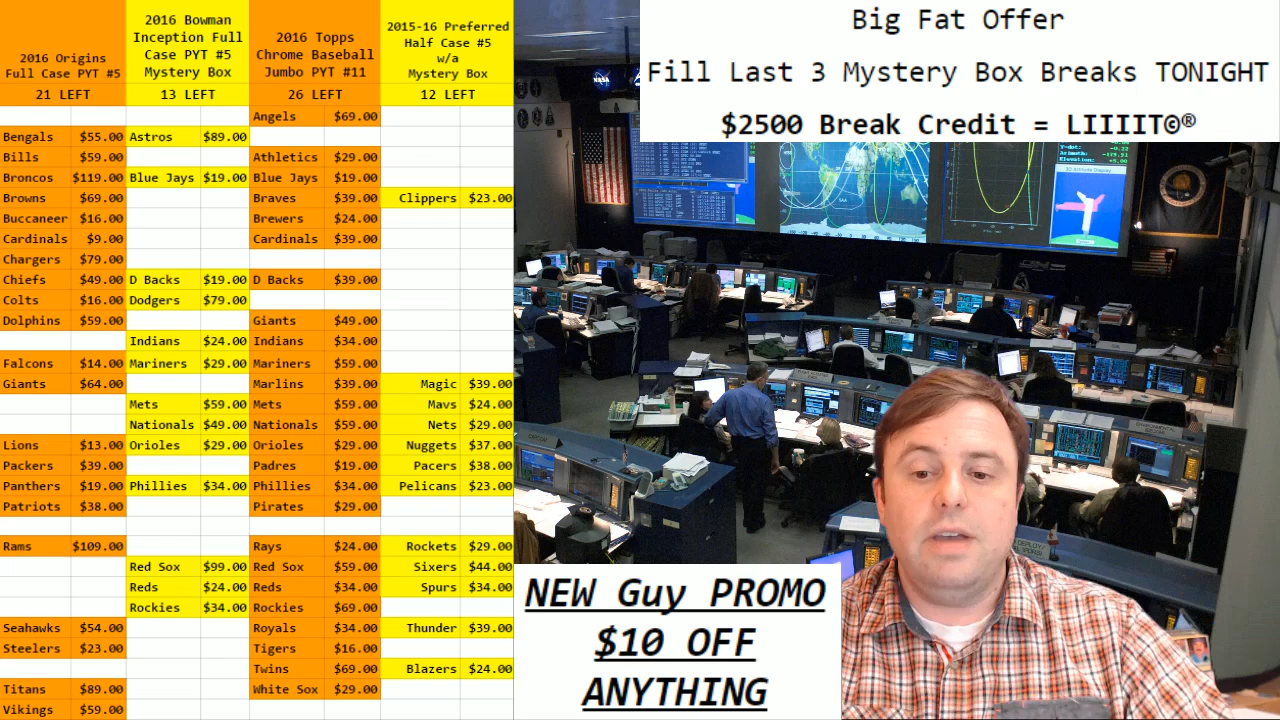 2016 Origins
Full Case PYT #5
21 LEFT
Bengals $55.00
Bills $59.00
Broncos $119.00
Browns $69.00
Buccaneer $16.00
Cardinals $9.00
Chargers $79.00
Chiefs $49.00
Colts $16.00
Dolphins $59.00
Falcons $14.00
Giants $64.00
Lions $13.00
Packers $39.00
Panthers $19.00
Patriots $38.00
Rams $109.00
Seahawks $54.00
Steelers $23.00
Titans $89.00
Vikings $59.00
2016 Bowman
Inception Full
Case PYT #5
Mystery Box
13 LEFT
Astros $89.00
Blue Jays $19.00
D Backs $19.00
Dodgers $79.00
Indians $24.00
Mariners $29.00
Mets $59.00
Nationals $49.00
Orioles $29.00
Phillies $34.00
Red Sox $99.00
Reds $24.00
Rockies $34.00
2016 Topps
Chrome Baseball
Jumbo PYT #11
26 LEFT
Angels $69.00
Athletics $29.00
Blue Jays $19.00
Braves $39.00
Brewers $24.00
Cardinals $39.00
D Backs $39.00
Giants $49.00
Indians $34.00
Mariners $59.00
Marlins $39.00
Mets $59.00
Nationals $59.00
Orioles $29.00
Padres $19.00
Phillies $34.00
Pirates $29.00
Rays $24.00
Red Sox $59.00
Reds $34.00
Rockies $69.00
Royals $34.00
Tigers $16.00
Twins $69.00
White Sox $29.00
2015-16 Preferred
Half Case #5
w/a
Mystery Box
12 LEFT
Clippers $23.00
Magic $39.00
Mavs $24.00
Nets $29.00
Nuggets $37.00
Pacers $38.00
Pelicans $23.00
Rockets $29.00
Sixers $44.00
Spurs $34.00
Thunder $39.00
Blazers $24.00
Big Fat Offer
Fill Last 3 Mystery Box Breaks TONIGHT
$2500 Break Credit = LIIIIT©®
NASA
NEW Guy PROMO
$10 OFF
ANYTHING